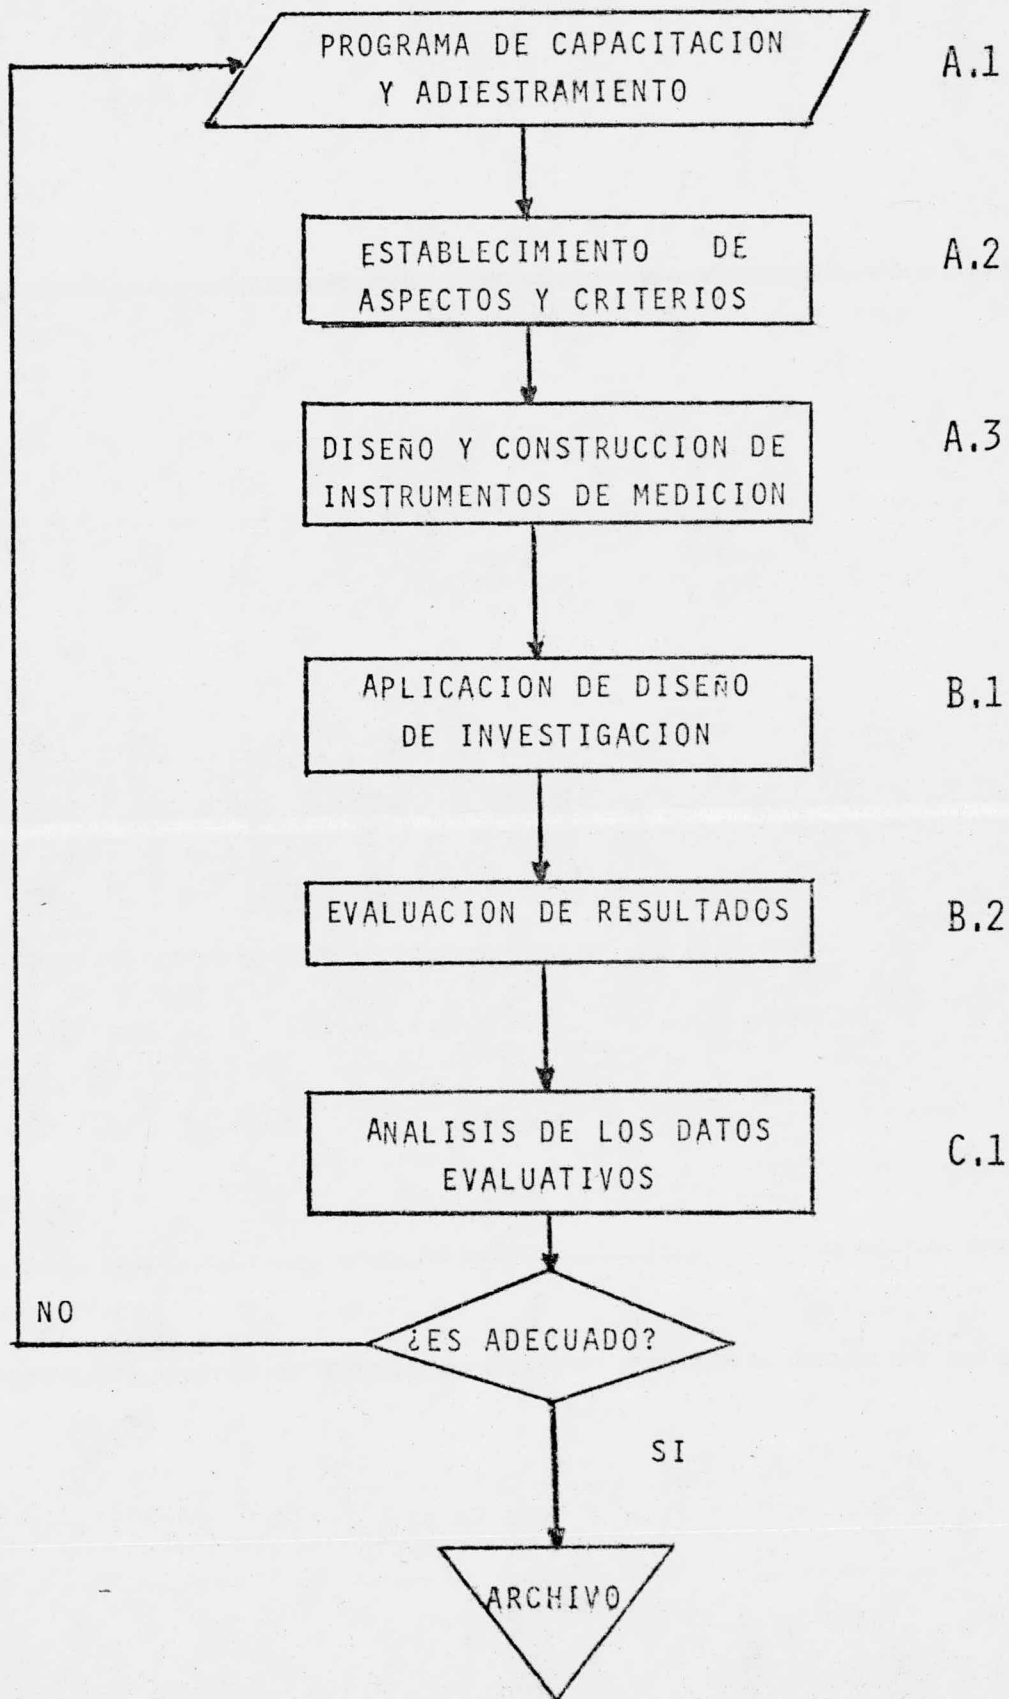 PROGRAMA DE CAPACITACION
Y ADIESTRAMIENTO
A.1
ESTABLECIMIENTO DE
ASPECTOS Y CRITERIOS
A.2
DISEÑO Y CONSTRUCCION DE
INSTRUMENTOS DE MEDICION
A.3
APLICACION DE DISEÑO
DE INVESTIGACION
B.1
EVALUACION DE RESULTADOS
B.2
ANALISIS DE LOS DATOS
EVALUATIVOS
C.1
NO
¿ES ADECUADO?
SI
ARCHIVO